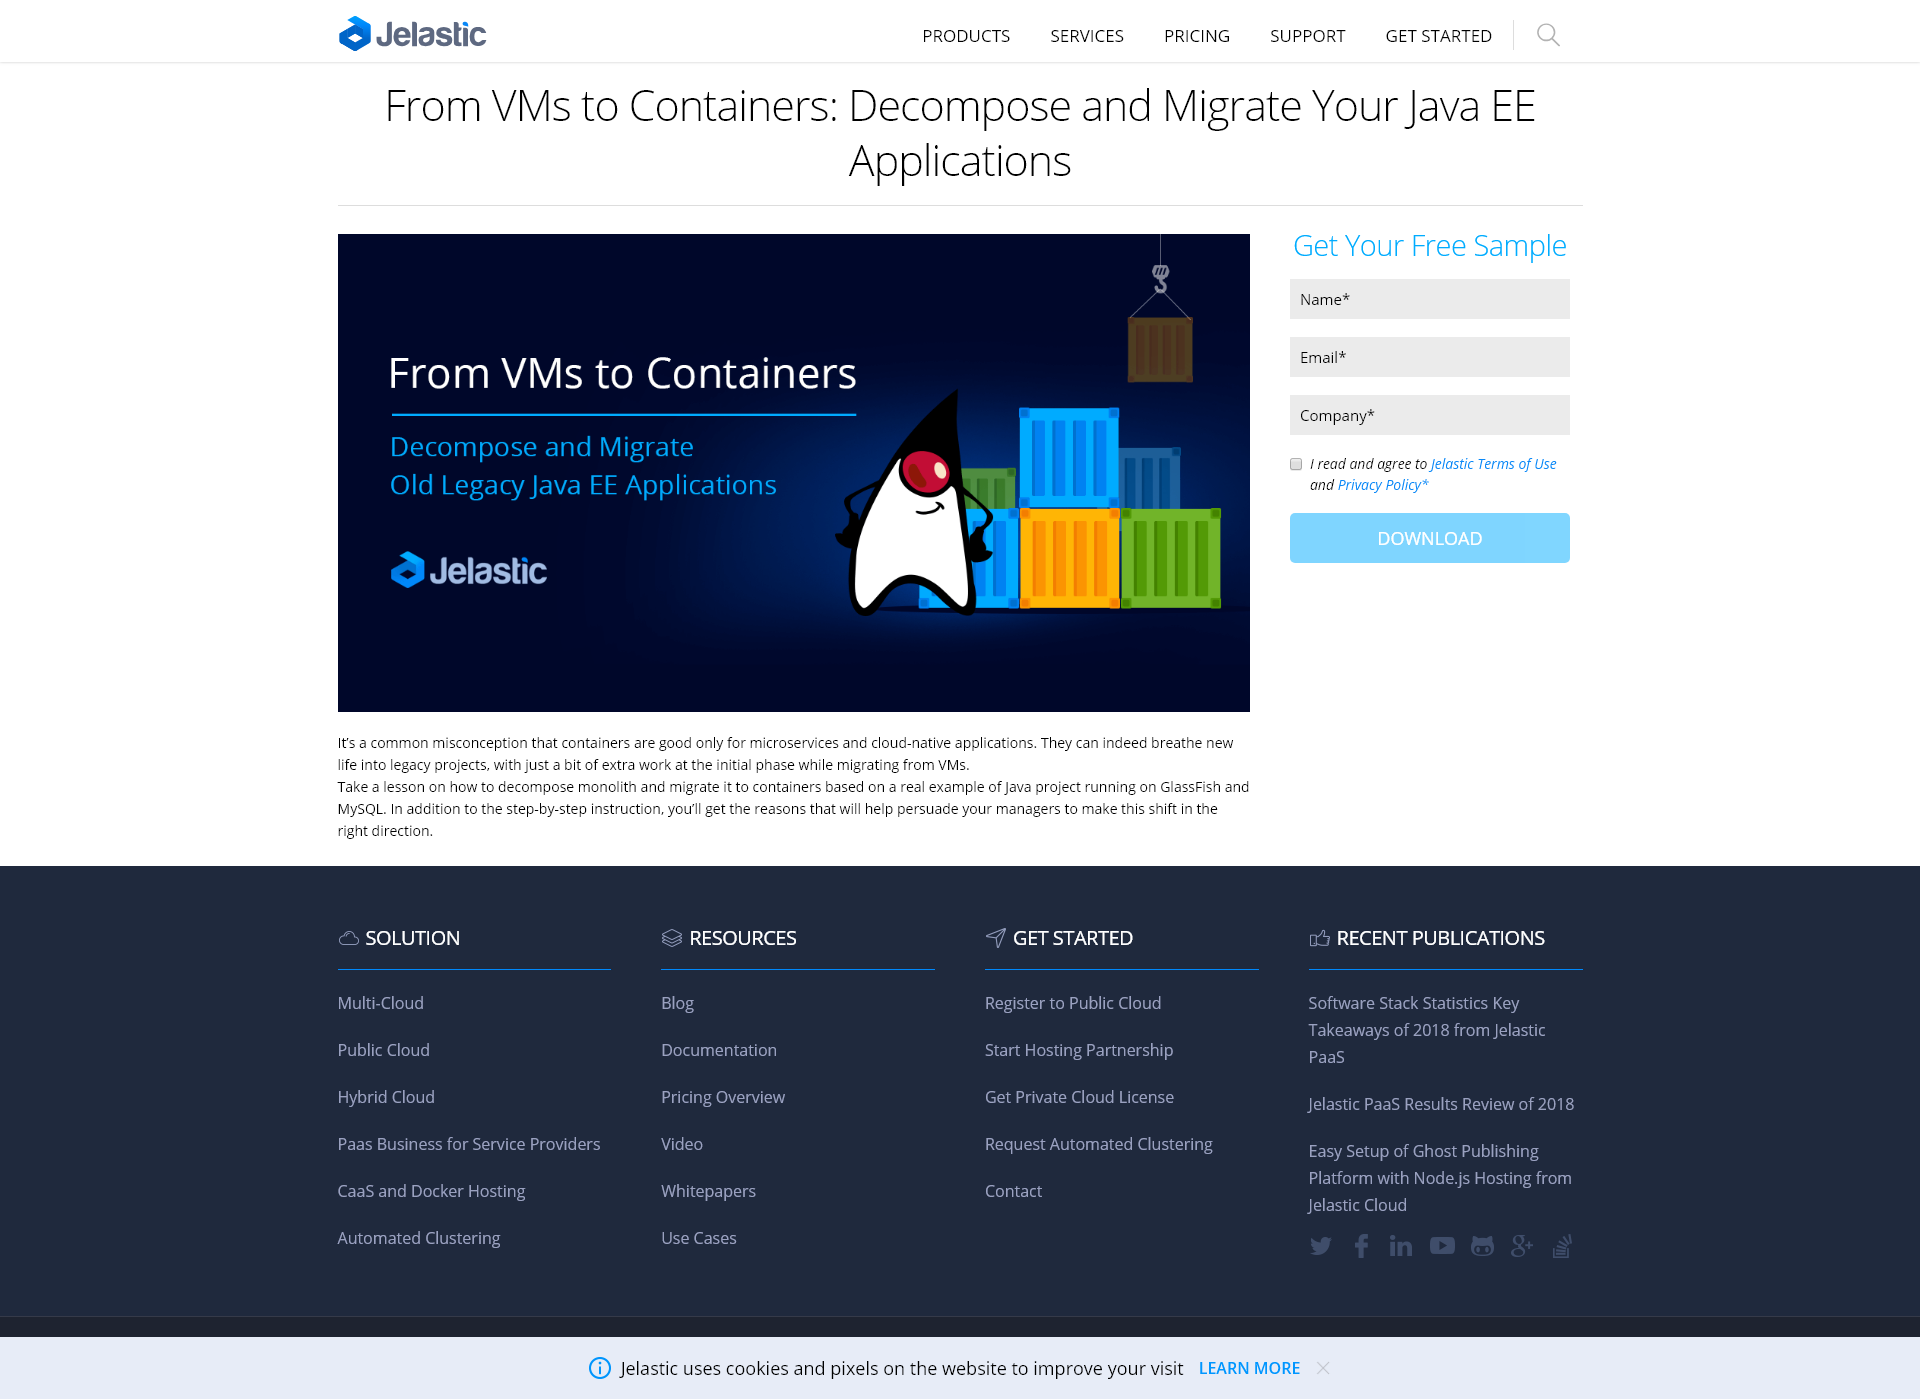 Jelastic
PRODUCTS SERVICES PRICING SUPPORT GET STARTED
From VMs to Containers: Decompose and Migrate Your Java EE
Applications
From VMs to Containers
Decompose and Migrate
Old Legacy Java EE Applications
Jelastic
Get Your Free Sample
Name*
Email*
Company*
I read and agree to Jelastic Terms of Use
and Privacy Policy*
DOWNLOAD
It's a common misconception that containers are good only for microservices and cloud-native applications. They can indeed breathe new
life into legacy projects, with just a bit of extra work at the initial phase while migrating from VMs.
Take a lesson on how to decompose monolith and migrate it to containers based on a real example of Java project running on GlassFish and
MySQL. In addition to the step-by-step instruction, you'll get the reasons that will help persuade your managers to make this shift in the
right direction.
SOLUTION
Multi-Cloud
Public Cloud
Hybrid Cloud
Paas Business for Service Providers
CaaS and Docker Hosting
Automated Clustering
RESOURCES
Blog
Documentation
Pricing Overview
Video
Whitepapers
Use Cases
GET STARTED
Register to Public Cloud
Start Hosting Partnership
Get Private Cloud License
Request Automated Clustering
Contact
RECENT PUBLICATIONS
Software Stack Statistics Key
Takeaways of 2018 from Jelastic
PaaS
Jelastic PaaS Results Review of 2018
Easy Setup of Ghost Publishing
Platform with Node.js Hosting from
Jelastic Cloud
Jelastic uses cookies and pixels on the website to improve your visit LEARN MORE